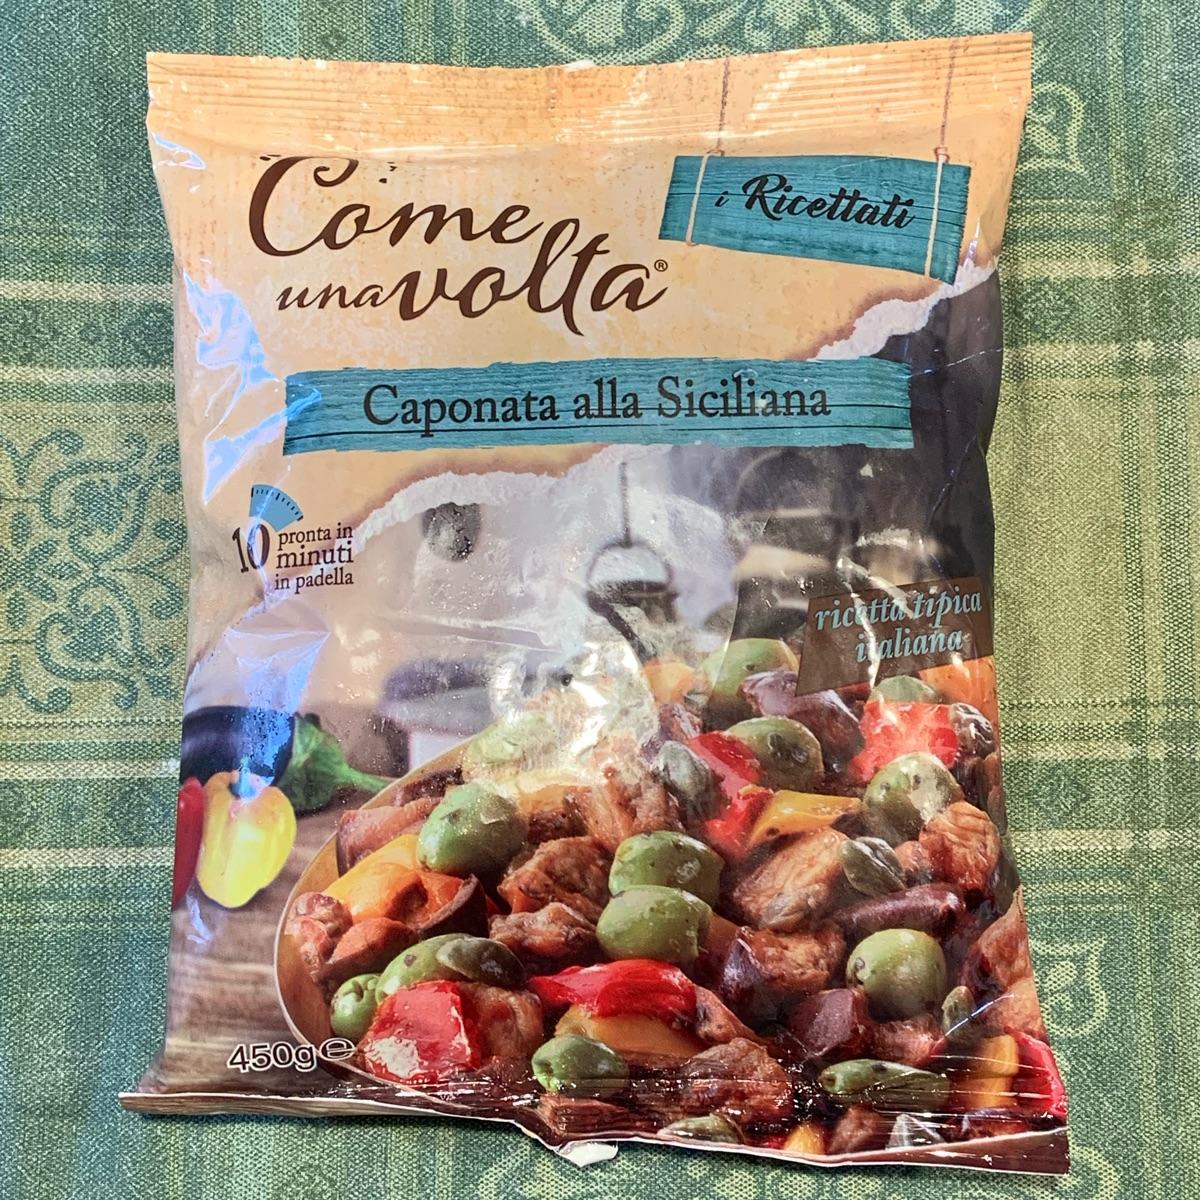 Come
una volta®
i Ricettati
Caponata alla Siciliana
10 pronta in
minuti
in padella
ricetta tipica
italiana
450g ℮